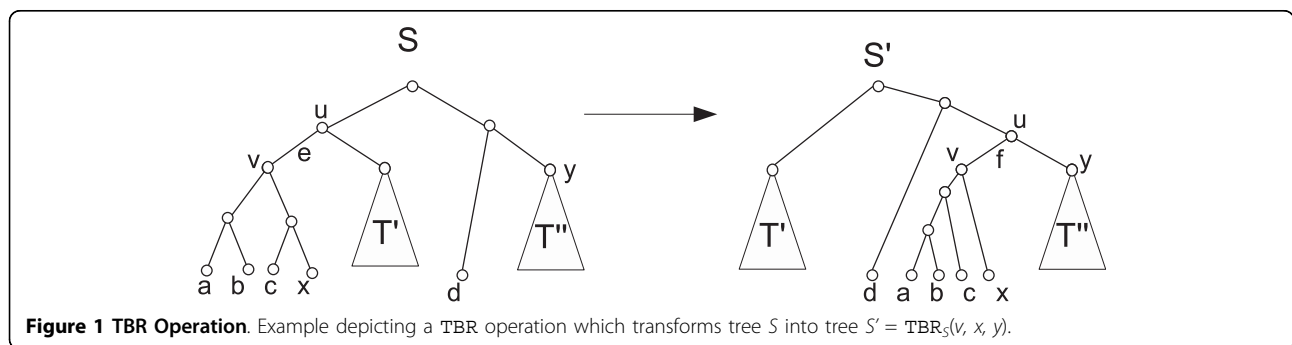 S
S'
u
e
v
y
T'
T"
a
b
c
x
d
u
v
f
y
T'
T"
d
a
b
c
x
Figure 1 TBR Operation. Example depicting a TBR operation which transforms tree S into tree S' = TBRS(v, x, y).